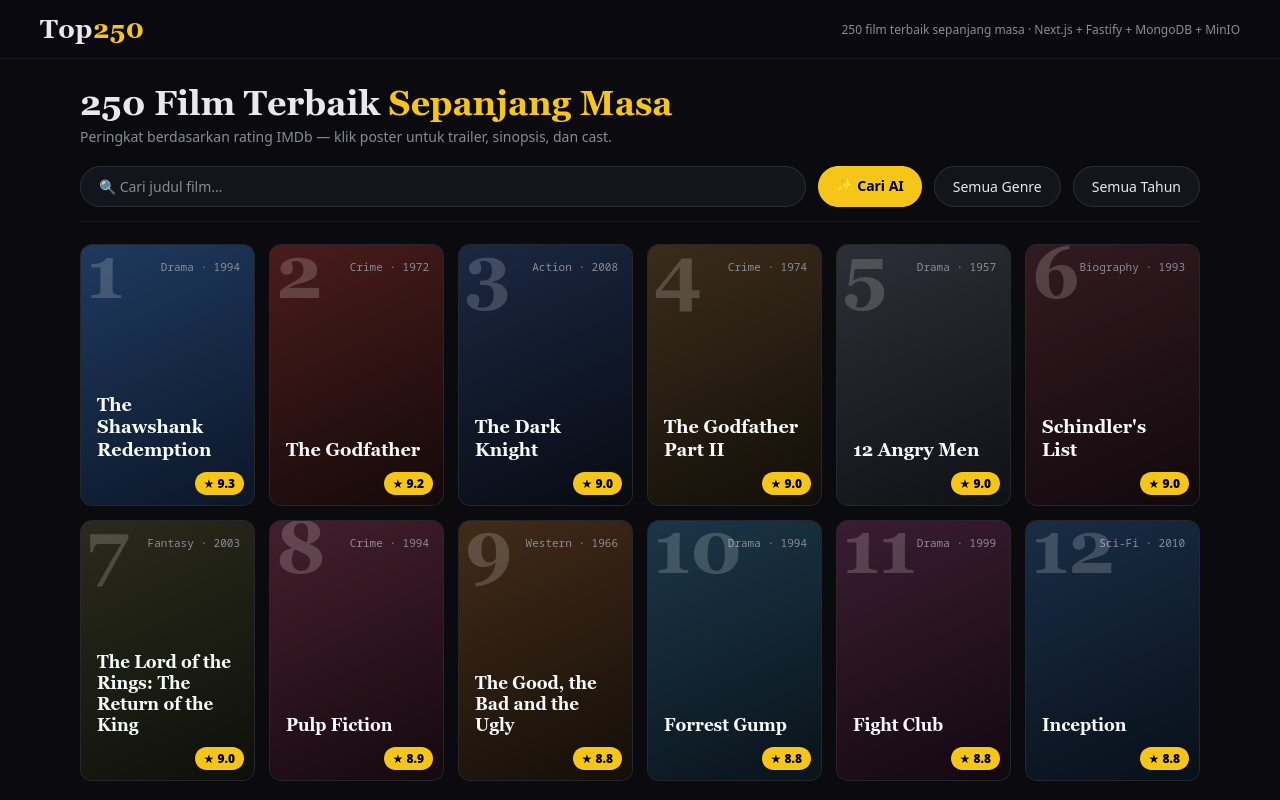 Top250
250 film terbaik sepanjang masa · Next.js + Fastify + MongoDB + MinIO
250 Film Terbaik Sepanjang Masa
Peringkat berdasarkan rating IMDb — klik poster untuk trailer, sinopsis, dan cast.
🔍 Cari judul film...
✨ Cari AI
Semua Genre
Semua Tahun
1
Drama · 1994
The
Shawshank
Redemption
★ 9.3
2
Crime · 1972
The Godfather
★ 9.2
3
Action · 2008
The Dark
Knight
★ 9.0
4
Crime · 1974
The Godfather
Part II
★ 9.0
5
Drama · 1957
12 Angry Men
★ 9.0
6
Biography · 1993
Schindler's
List
★ 9.0
7
Fantasy · 2003
The Lord of the
Rings: The
Return of the
King
★ 9.0
8
Crime · 1994
Pulp Fiction
★ 8.9
9
Western · 1966
The Good, the
Bad and the
Ugly
★ 8.8
10
Drama · 1994
Forrest Gump
★ 8.8
11
Drama · 1999
Fight Club
★ 8.8
12
Sci-Fi · 2010
Inception
★ 8.8